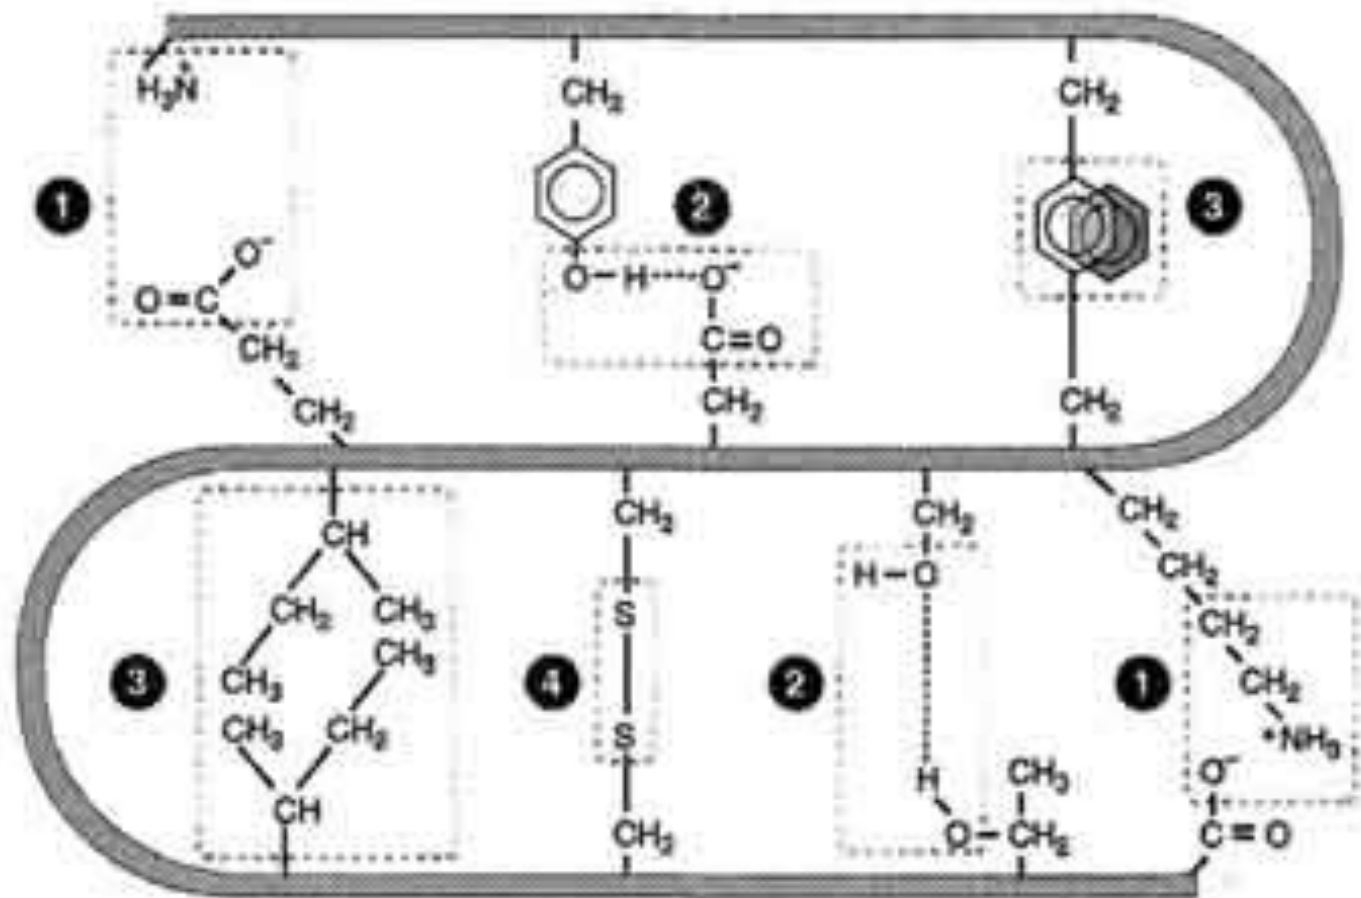 H₃N⁺
CH₂
CH₂
1
2
3
O⁻
O=C
O–H·····O⁻
C=O
CH₂
CH₂
CH₂
CH₂
CH₂
CH
CH₂
CH₃
CH₃
CH₃
CH₂
CH₃
CH
3
CH₂
S
4
S
CH₂
CH₂
H–O
2
H
O–CH₂
CH₃
CH₂
CH₂
CH₂
CH₂
⁺NH₃
1
O⁻
C=O